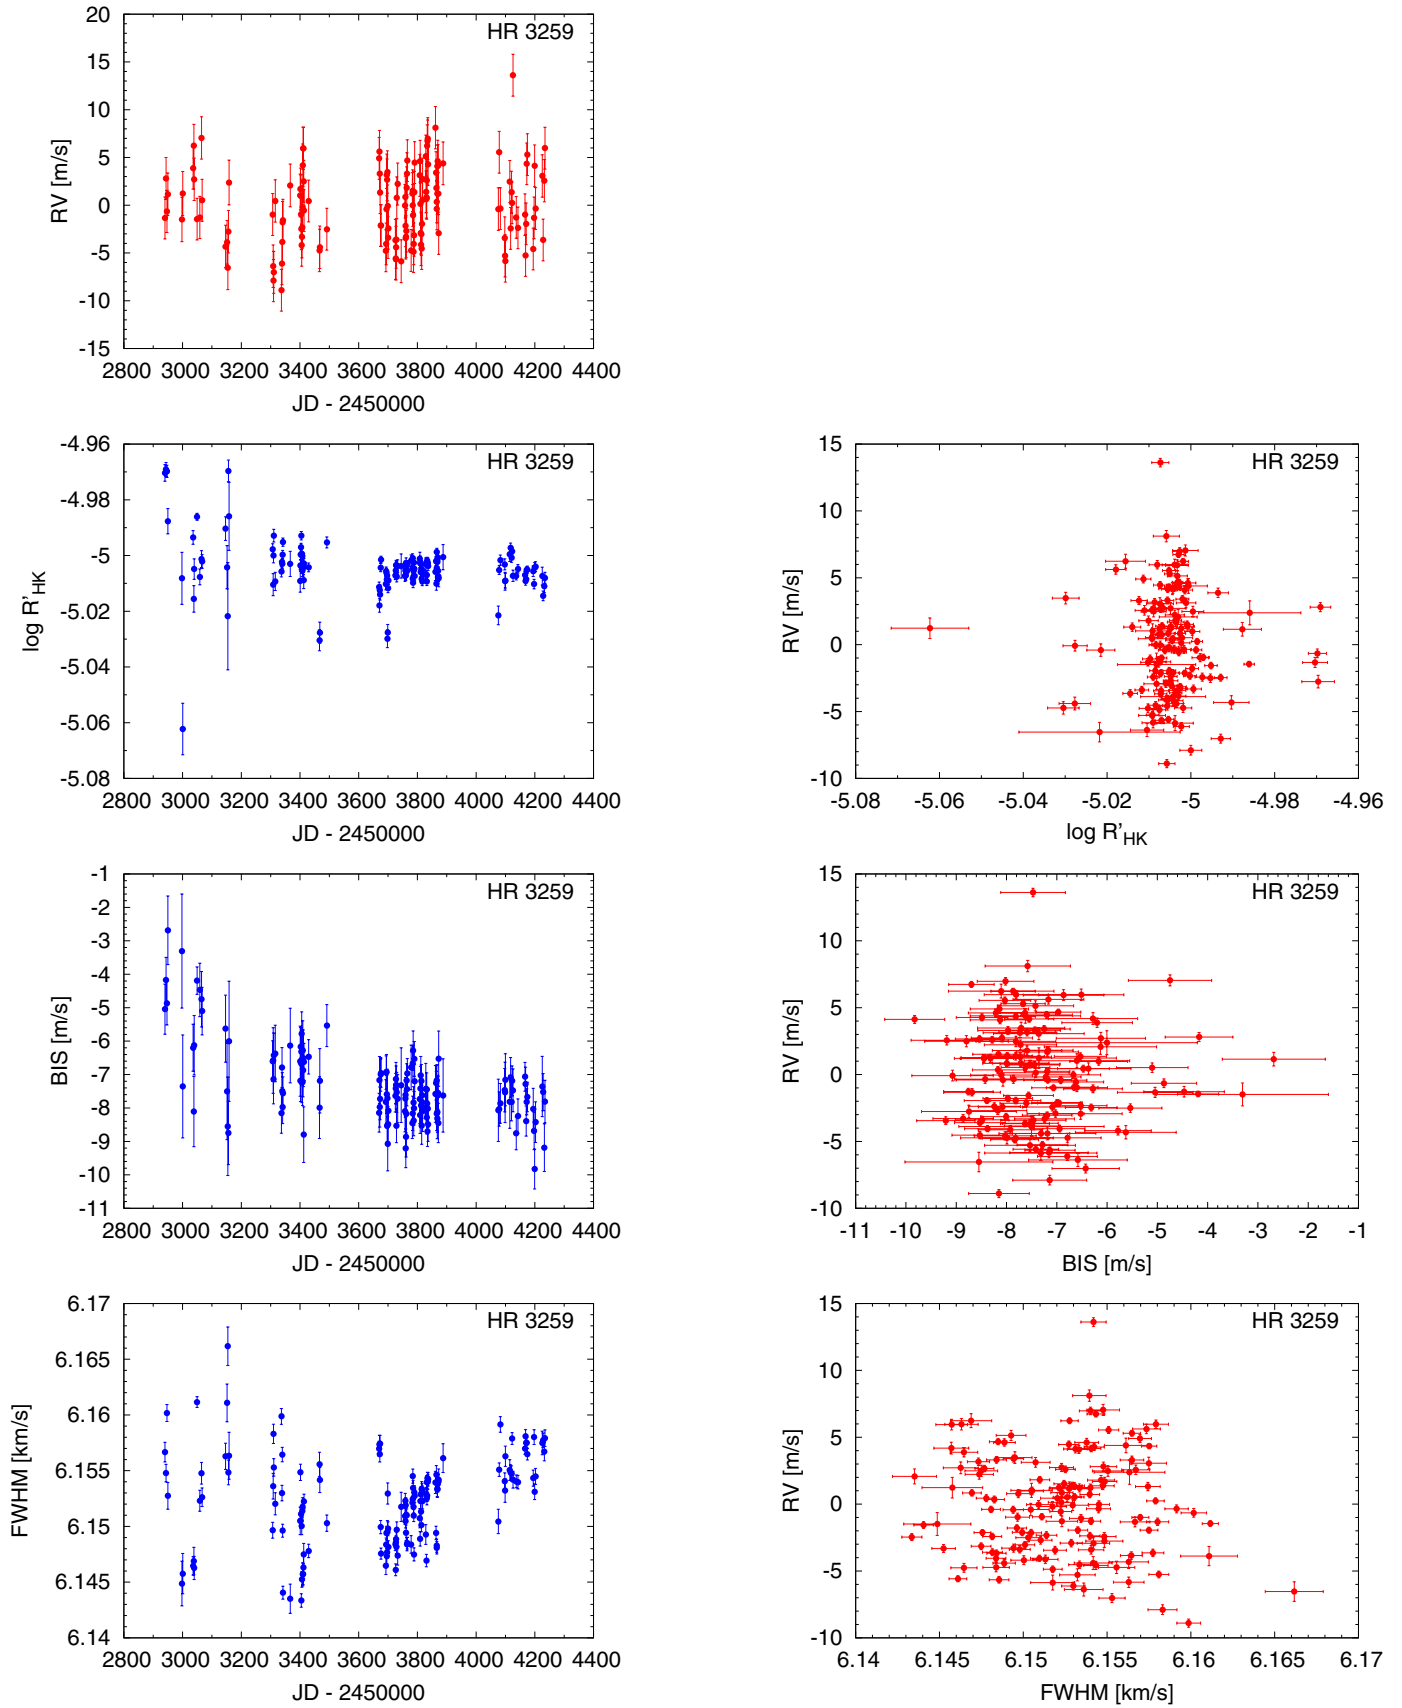 20
15
10
5
0
-5
-10
-15
RV [m/s]
HR 3259
2800 3000 3200 3400 3600 3800 4000 4200 4400
JD - 2450000
-4.96
-4.98
-5
-5.02
-5.04
-5.06
-5.08
log R'HK
HR 3259
2800 3000 3200 3400 3600 3800 4000 4200 4400
JD - 2450000
15
10
5
0
-5
-10
RV [m/s]
HR 3259
-5.08 -5.06 -5.04 -5.02 -5 -4.98 -4.96
log R'HK
-1
-2
-3
-4
-5
-6
-7
-8
-9
-10
-11
BIS [m/s]
HR 3259
2800 3000 3200 3400 3600 3800 4000 4200 4400
JD - 2450000
15
10
5
0
-5
-10
RV [m/s]
HR 3259
-11 -10 -9 -8 -7 -6 -5 -4 -3 -2 -1
BIS [m/s]
6.17
6.165
6.16
6.155
6.15
6.145
6.14
FWHM [km/s]
HR 3259
2800 3000 3200 3400 3600 3800 4000 4200 4400
JD - 2450000
15
10
5
0
-5
-10
RV [m/s]
HR 3259
6.14 6.145 6.15 6.155 6.16 6.165 6.17
FWHM [km/s]